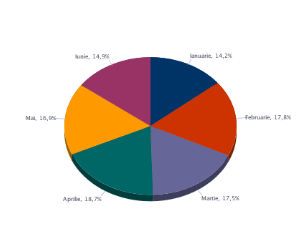 Iunie, 14,9%
Ianuarie, 14,2%
Mai, 16,9%
Februarie, 17,8%
Aprilie, 18,7%
Martie, 17,5%